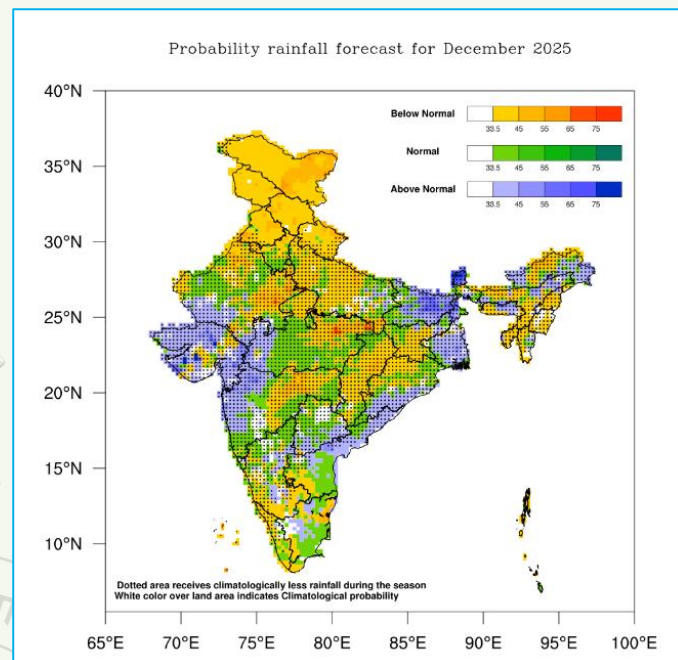 Probability rainfall forecast for December 2025
40°N
35°N
30°N
25°N
20°N
15°N
10°N
Below Normal
33.5 45 55 65 75
Normal
33.5 45 55 65 75
Above Normal
33.5 45 55 65 75
Dotted area receives climatologically less rainfall during the season
White color over land area indicates Climatological probability
65°E 70°E 75°E 80°E 85°E 90°E 95°E 100°E